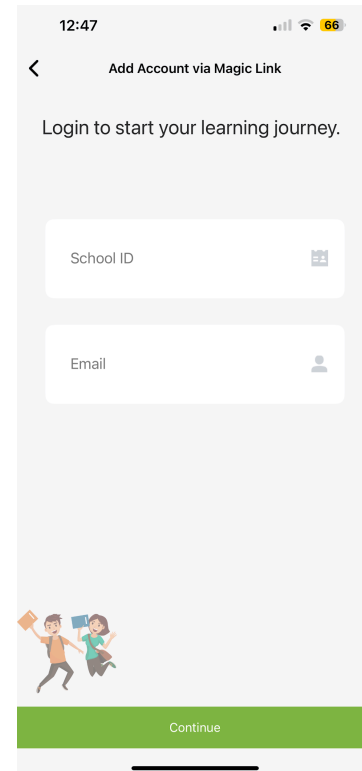 12:47
66
Add Account via Magic Link
Login to start your learning journey.
School ID
Email
Continue